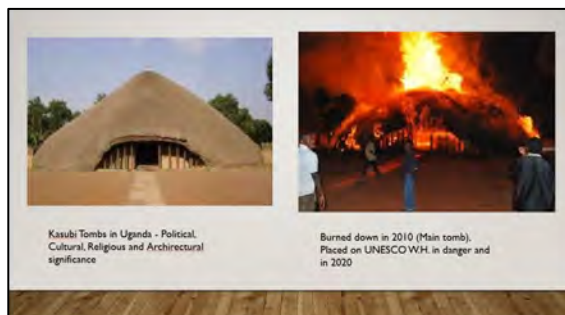 Kasubi Tombs in Uganda - Political,
Cultural, Religious and Archirectural
significance
Burned down in 2010 (Main tomb),
Placed on UNESCO W.H. in danger and
in 2020